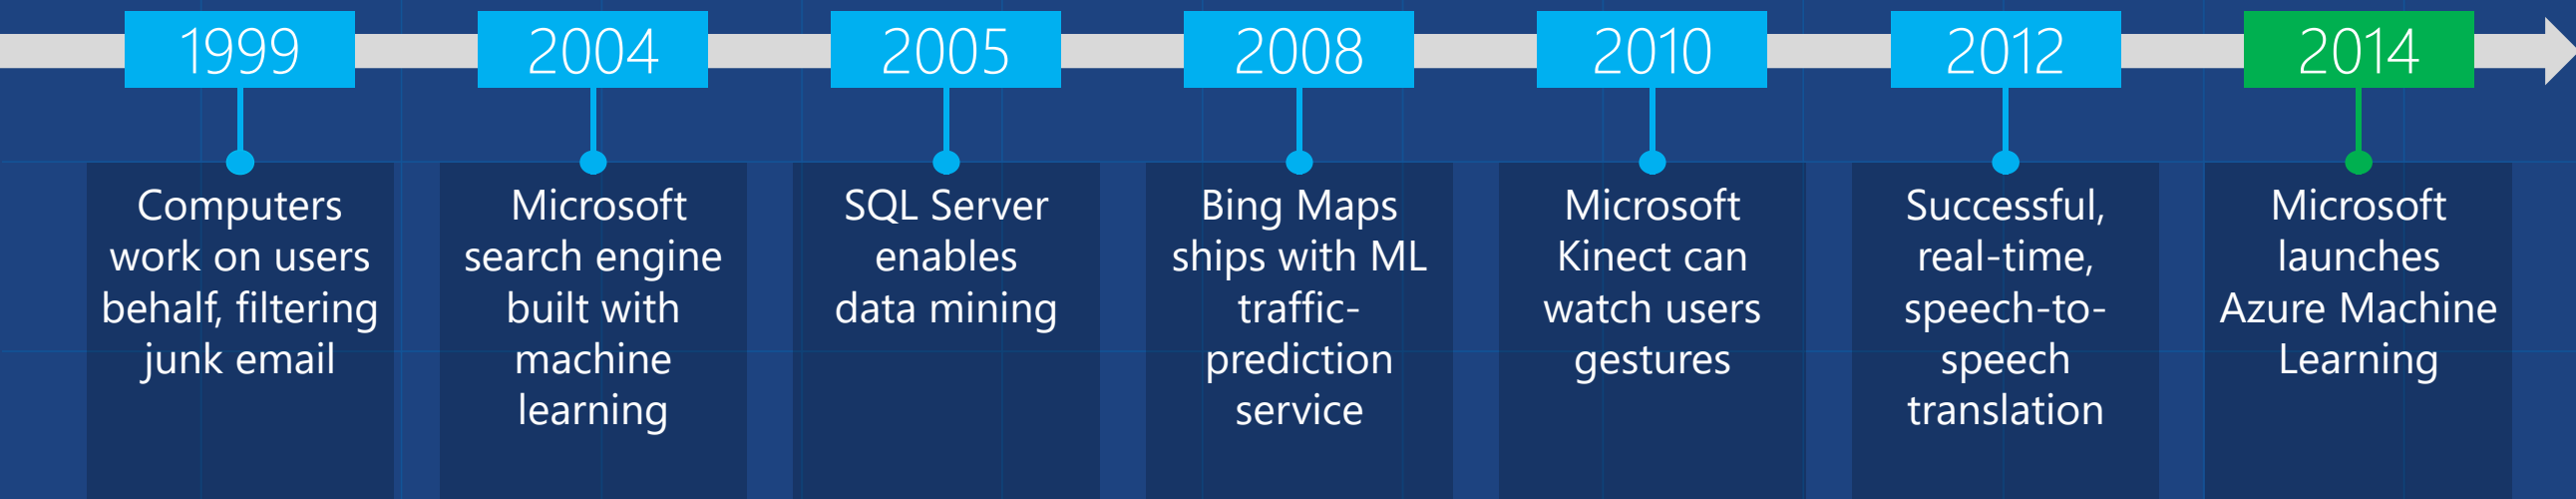 1999
Computers
work on users
behalf, filtering
junk email
2004
Microsoft
search engine
built with
machine
learning
2005
SQL Server
enables
data mining
2008
Bing Maps
ships with ML
traffic-
prediction
service
2010
Microsoft
Kinect can
watch users
gestures
2012
Successful,
real-time,
speech-to-
speech
translation
2014
Microsoft
launches
Azure Machine
Learning